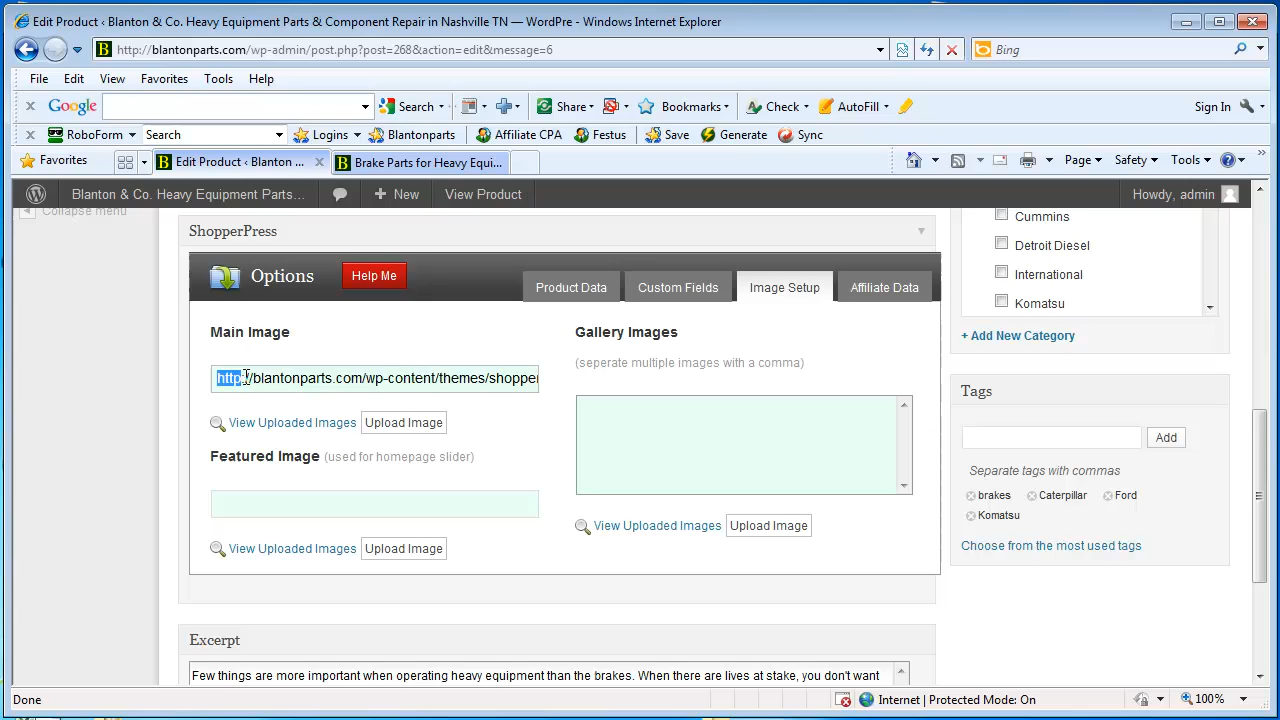 Edit Product ‹ Blanton & Co. Heavy Equipment Parts & Component Repair in Nashville TN — WordPre - Windows Internet Explorer
http://blantonparts.com/wp-admin/post.php?post=268&action=edit&message=6
Bing
File Edit View Favorites Tools Help
Google Search Share Bookmarks Check AutoFill Sign In
RoboForm Search Logins Blantonparts Affiliate CPA Festus Save Generate Sync
Favorites Edit Product ‹ Blanton ... Brake Parts for Heavy Equi... Page Safety Tools
Blanton & Co. Heavy Equipment Parts... + New View Product Howdy, admin
Collapse menu
Cummins
ShopperPress
Detroit Diesel
Options Help Me Product Data Custom Fields Image Setup Affiliate Data
International
Komatsu
Main Image
Gallery Images
+ Add New Category
(seperate multiple images with a comma)
http://blantonparts.com/wp-content/themes/shopper
Tags
View Uploaded Images Upload Image
Add
Featured Image (used for homepage slider)
Separate tags with commas
brakes Caterpillar Ford
Komatsu
View Uploaded Images Upload Image
View Uploaded Images Upload Image
Choose from the most used tags
Excerpt
Few things are more important when operating heavy equipment than the brakes. When there are lives at stake, you don't want
Done Internet | Protected Mode: On 100%